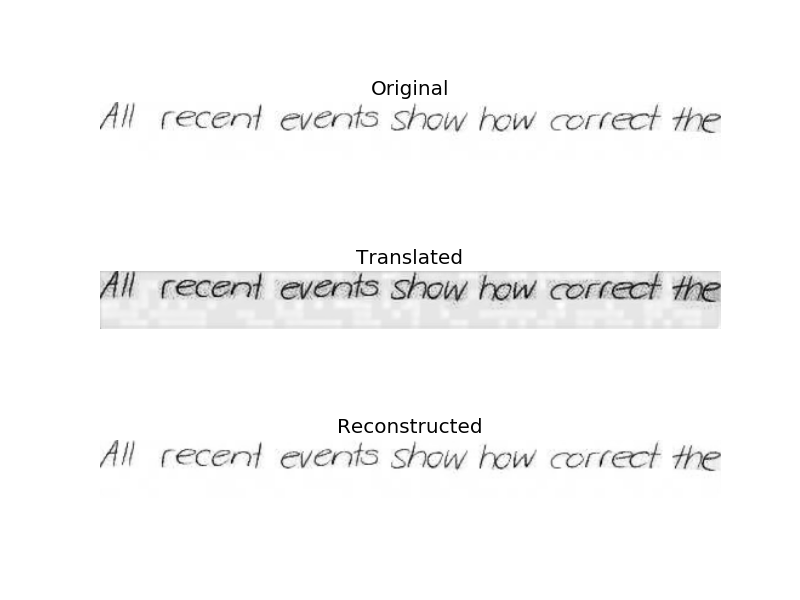 Original
All recent events show how correct the
Translated
All recent events show how correct the
Reconstructed
All recent events show how correct the